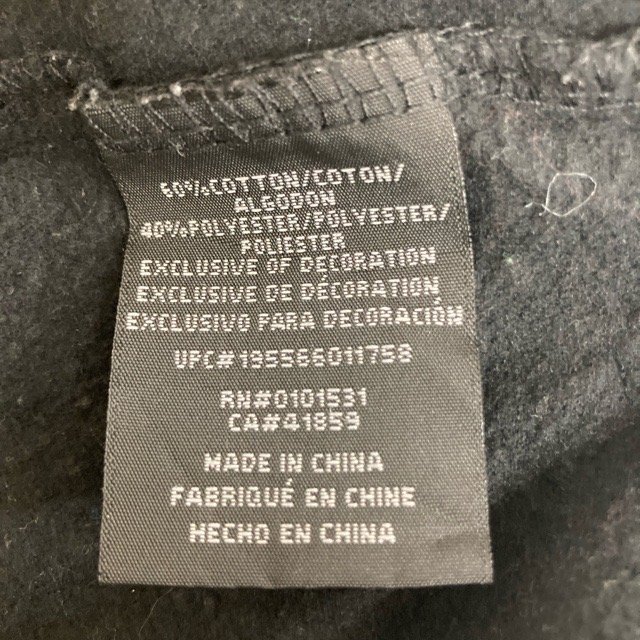 60%COTTON/COTON/
ALGODON
40%POLYESTER/POLYESTER/
POLIESTER
EXCLUSIVE OF DECORATION
EXCLUSIVE DE DÉCORATION
EXCLUSIVO PARA DECORACIÓN
UPC#195566011758
RN#0101531
CA#41859
MADE IN CHINA
FABRIQUÉ EN CHINE
HECHO EN CHINA